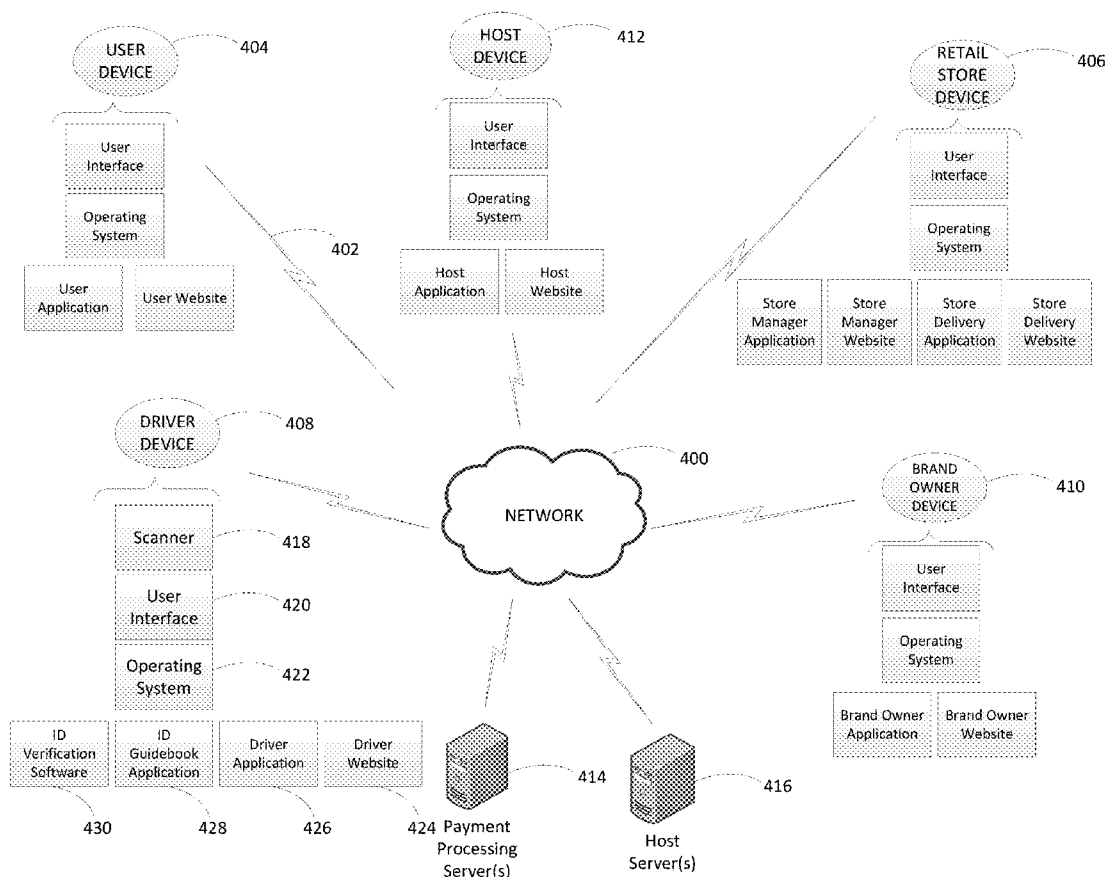 USER
DEVICE
404
User
Interface
Operating
System
User
Application
User Website
402
HOST
DEVICE
412
User
Interface
Operating
System
Host
Application
Host
Website
RETAIL
STORE
DEVICE
406
User
Interface
Operating
System
Store
Manager
Application
Store
Manager
Website
Store
Delivery
Application
Store
Delivery
Website
DRIVER
DEVICE
408
Scanner
418
User
Interface
420
Operating
System
422
ID
Verification
Software
ID
Guidebook
Application
Driver
Application
Driver
Website
430
428
426
424
400
NETWORK
BRAND
OWNER
DEVICE
410
User
Interface
Operating
System
Brand Owner
Application
Brand Owner
Website
414
Payment
Processing
Server(s)
416
Host
Server(s)